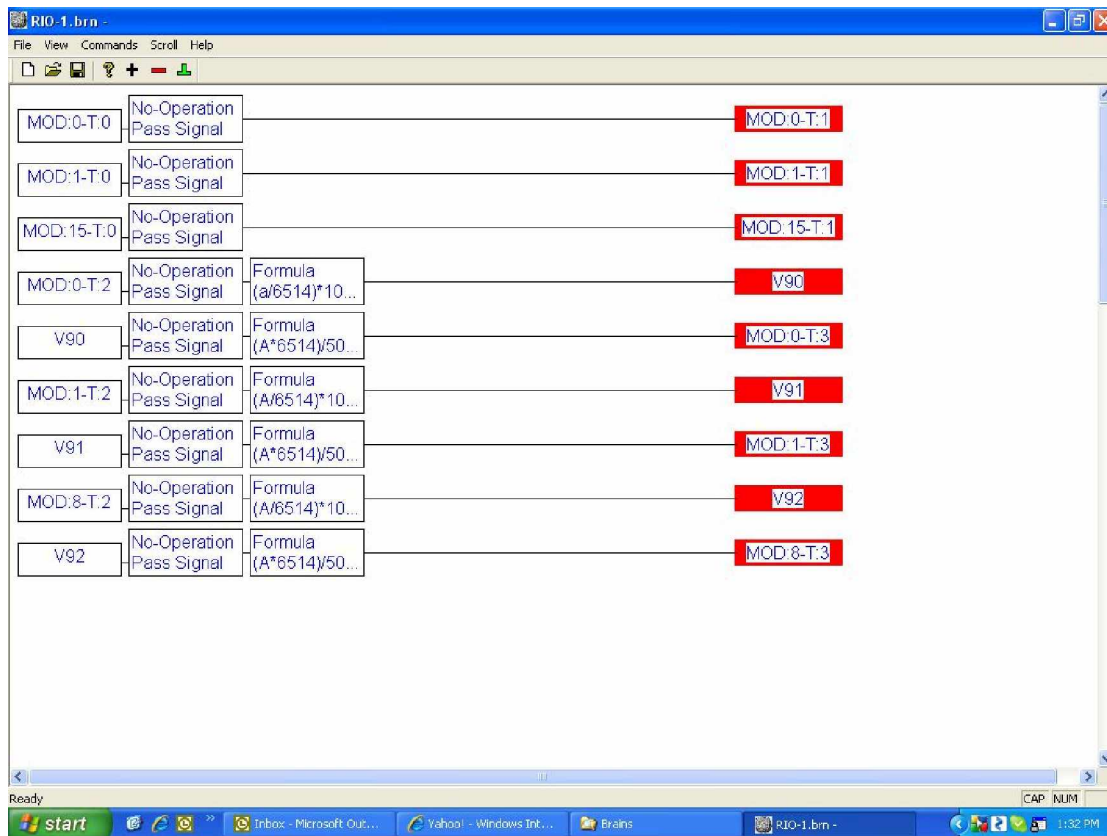 RIO-1.brn -
File View Commands Scroll Help
MOD:0-T:0 No-Operation Pass Signal MOD:0-T:1
MOD:1-T:0 No-Operation Pass Signal MOD:1-T:1
MOD:15-T:0 No-Operation Pass Signal MOD:15-T:1
MOD:0-T:2 No-Operation Pass Signal Formula (a/6514)*10... V90
V90 No-Operation Pass Signal Formula (A*6514)/50... MOD:0-T:3
MOD:1-T:2 No-Operation Pass Signal Formula (A/6514)*10... V91
V91 No-Operation Pass Signal Formula (A*6514)/50... MOD:1-T:3
MOD:8-T:2 No-Operation Pass Signal Formula (A/6514)*10... V92
V92 No-Operation Pass Signal Formula (A*6514)/50... MOD:8-T:3
Ready CAP NUM
start Inbox - Microsoft Out... Yahoo! - Windows Int... Brains RIO-1.brn - 1:32 PM